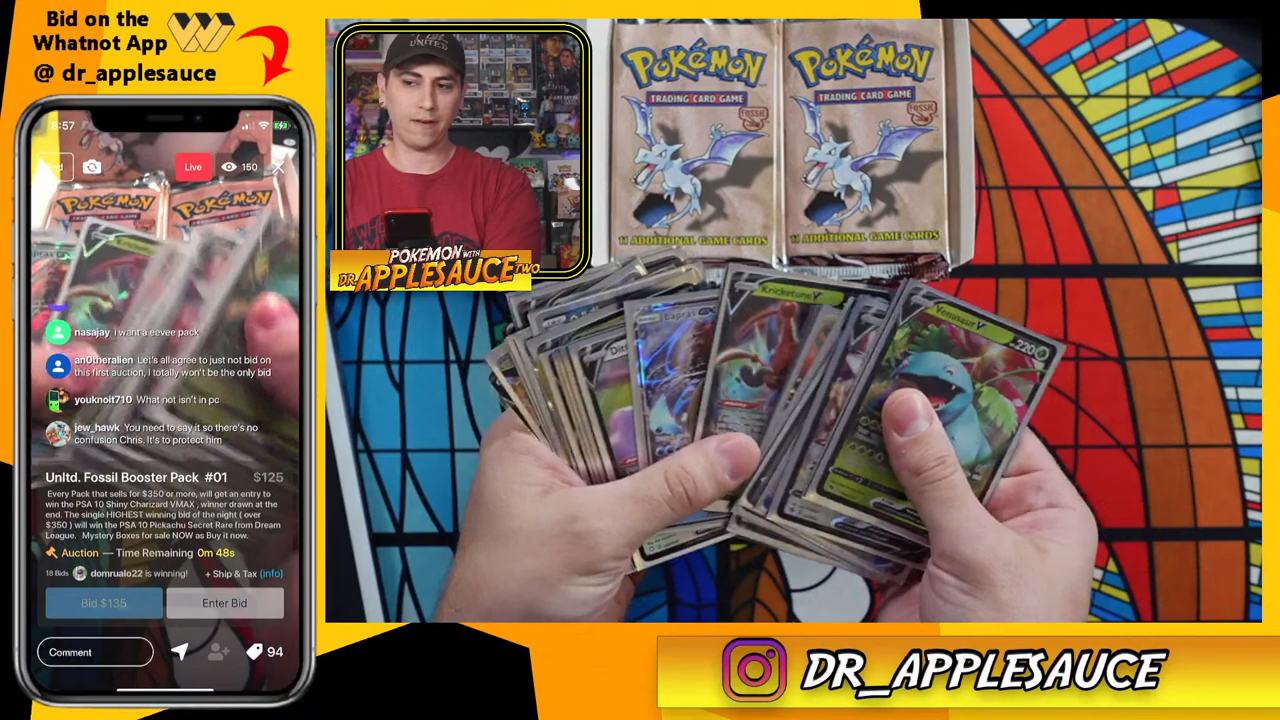 Bid on the
Whatnot App
@ dr_applesauce
8:57
Live
150
nasajay i want a eevee pack
an0theralien Let's all agree to just not bid on
this first auction, I totally won't be the only bid
youknoit710 What not isn't in pc
jew_hawk You need to say it so there's no
confusion Chris. It's to protect him
Unltd. Fossil Booster Pack #01 $125
Every Pack that sells for $350 or more, will get an entry to
win the PSA 10 Shiny Charizard VMAX , winner drawn at the
end. The single HIGHEST winning bid of the night ( over
$350 ) will win the PSA 10 Pickachu Secret Rare from Dream
League. Mystery Boxes for sale NOW as Buy it now.
Auction — Time Remaining 0m 48s
18 Bids domrualo22 is winning! + Ship & Tax (info)
Bid $135
Enter Bid
Comment
94
POKÉMON
POKÉMON
UNITED
POKEMON WITH
DR. APPLESAUCE TWO
POKéMON
TRADING CARD GAME
FOSSIL
11 ADDITIONAL GAME CARDS
POKéMON
TRADING CARD GAME
FOSSIL
11 ADDITIONAL GAME CARDS
Lapras
Kricketune V
Venusaur V
220
DR_APPLESAUCE